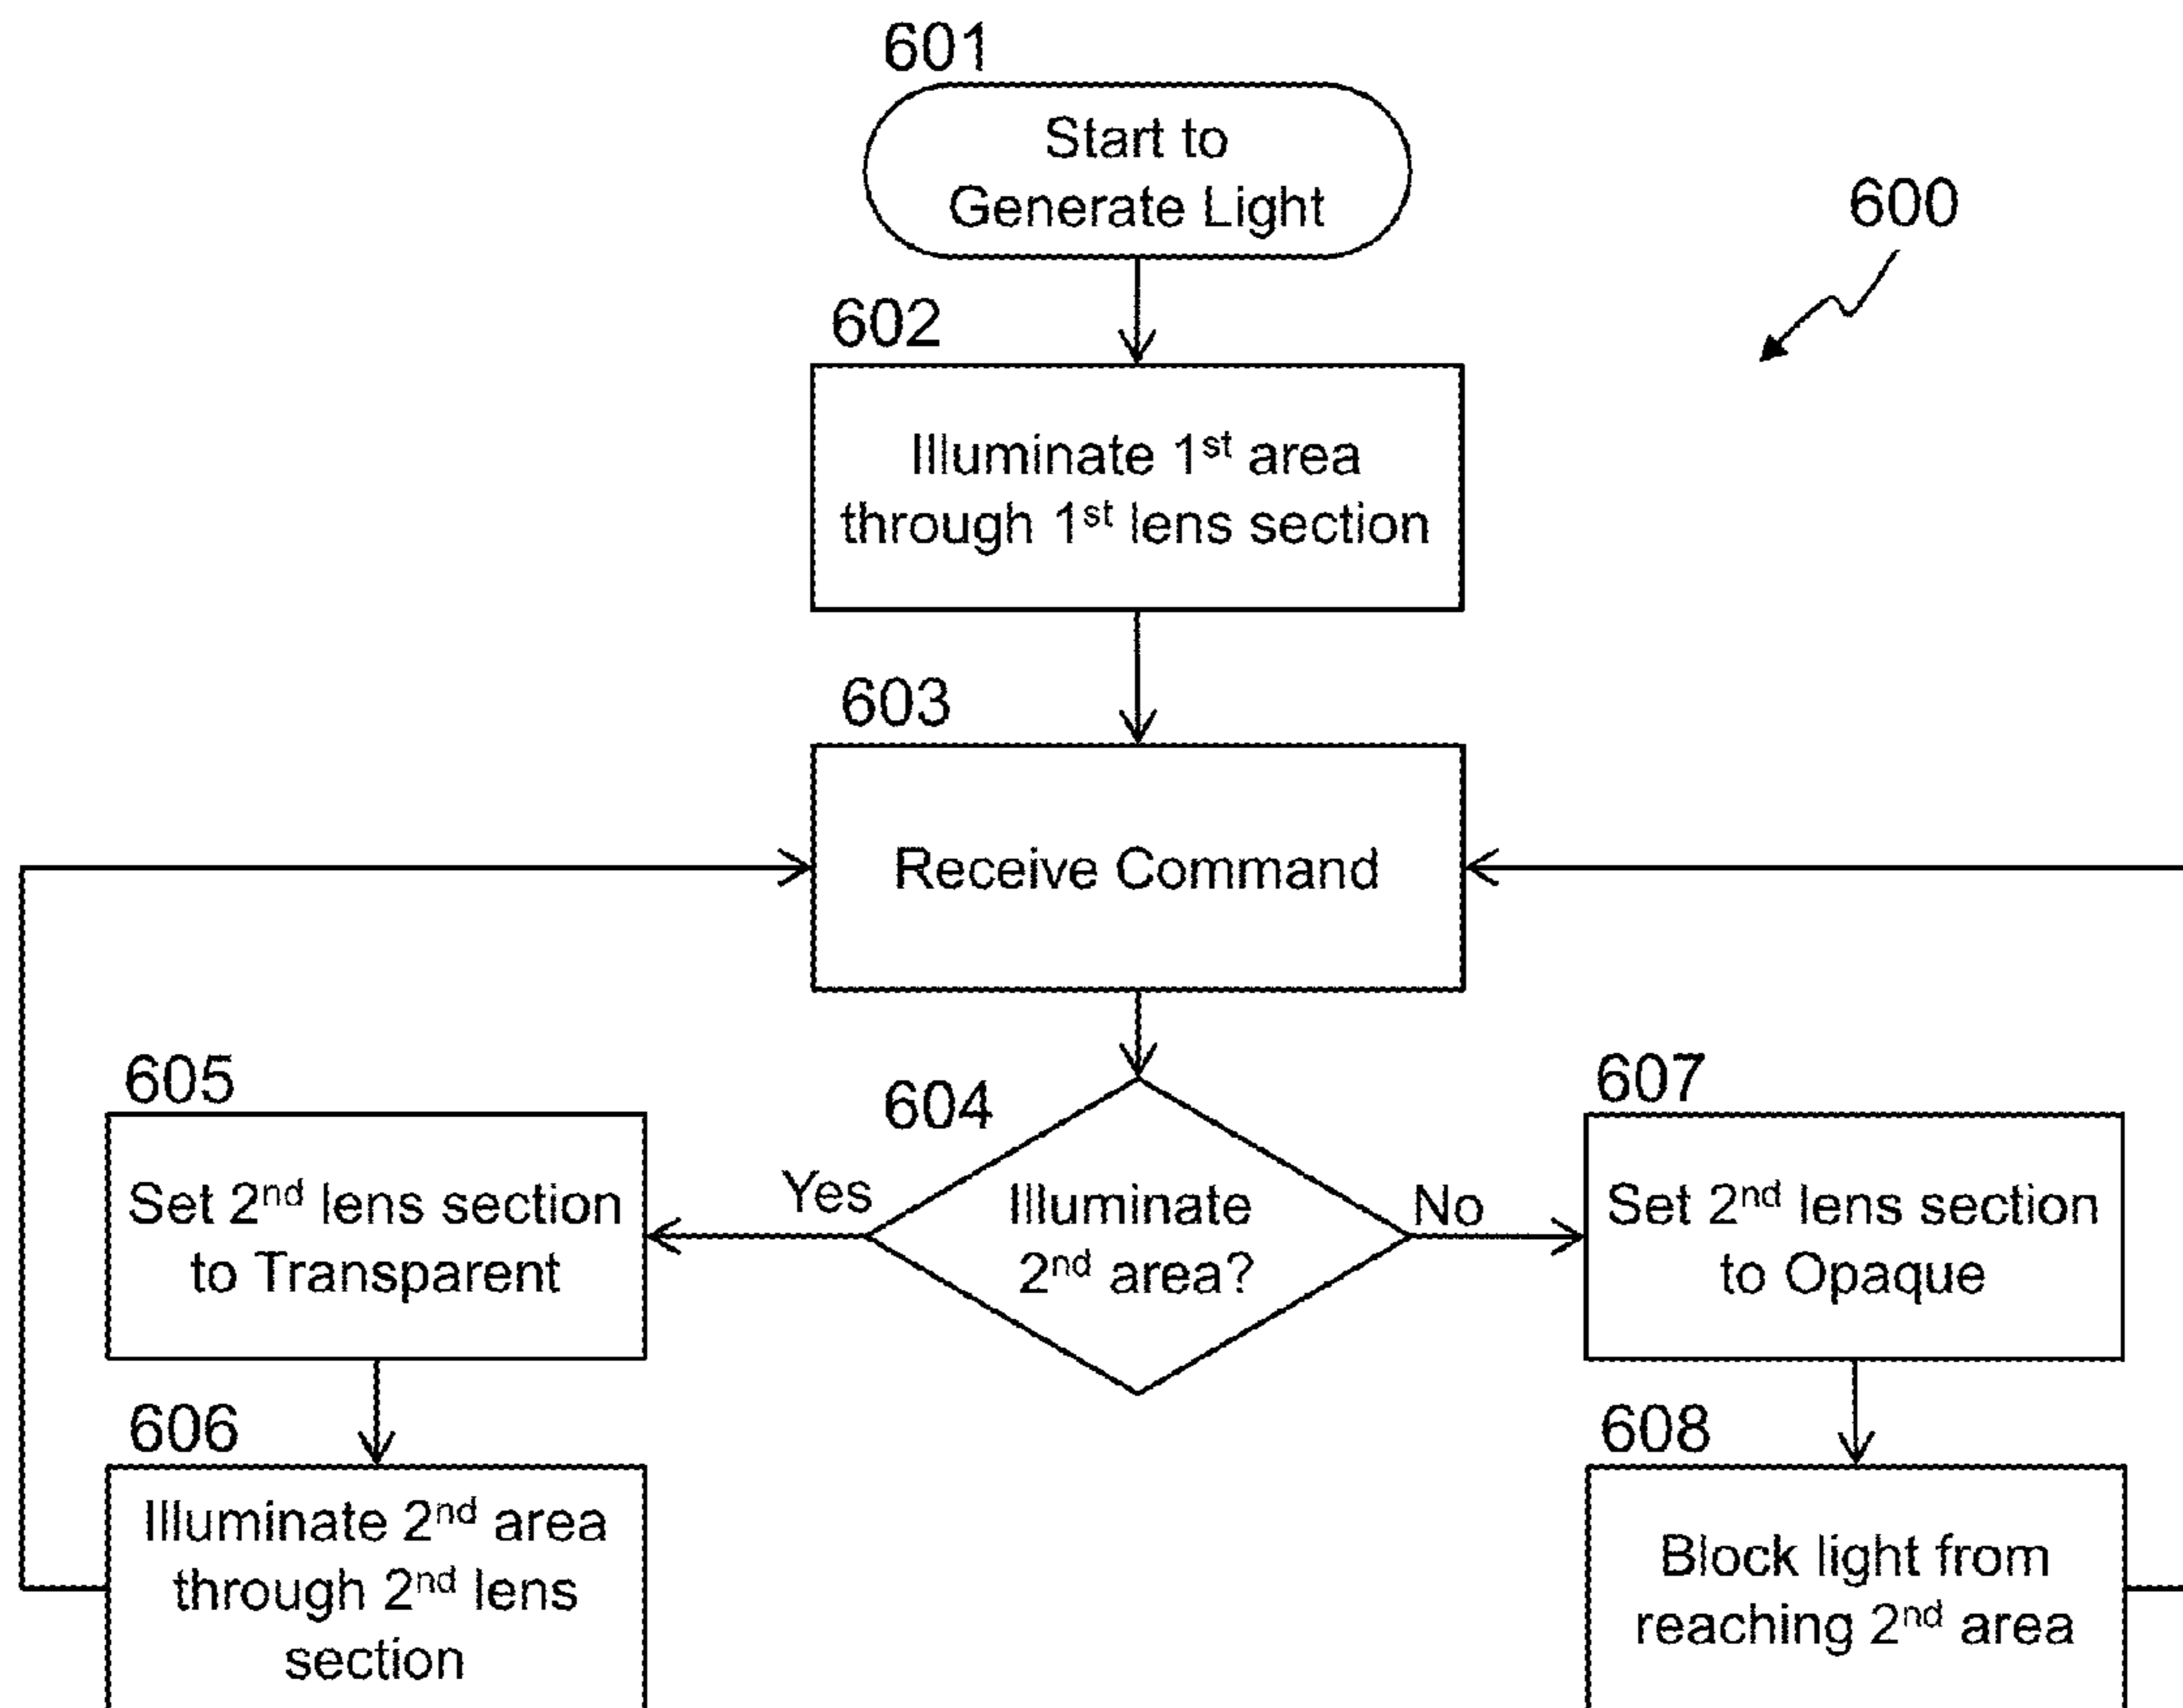 601
Start to
Generate Light
600
602
Illuminate 1st area
through 1st lens section
603
Receive Command
604
Illuminate
2nd area?
Yes
No
605
Set 2nd lens section
to Transparent
606
Illuminate 2nd area
through 2nd lens
section
607
Set 2nd lens section
to Opaque
608
Block light from
reaching 2nd area